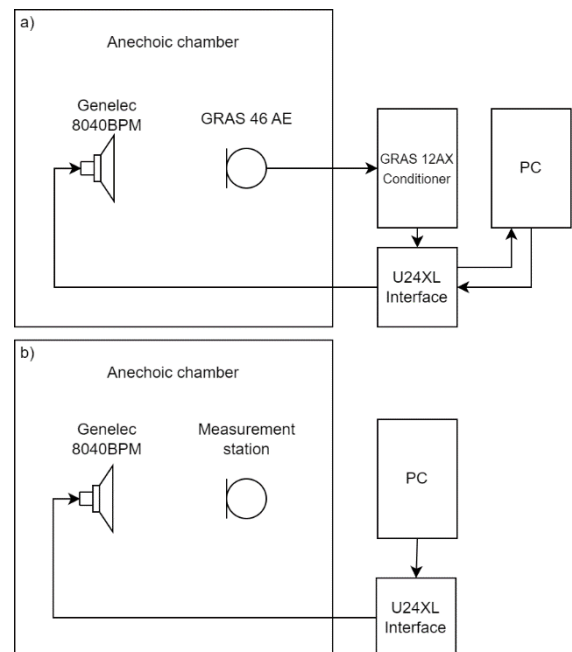 a)
Anechoic chamber
Genelec
8040BPM
GRAS 46 AE
GRAS 12AX
Conditioner
PC
U24XL
Interface
b)
Anechoic chamber
Genelec
8040BPM
Measurement
station
PC
U24XL
Interface